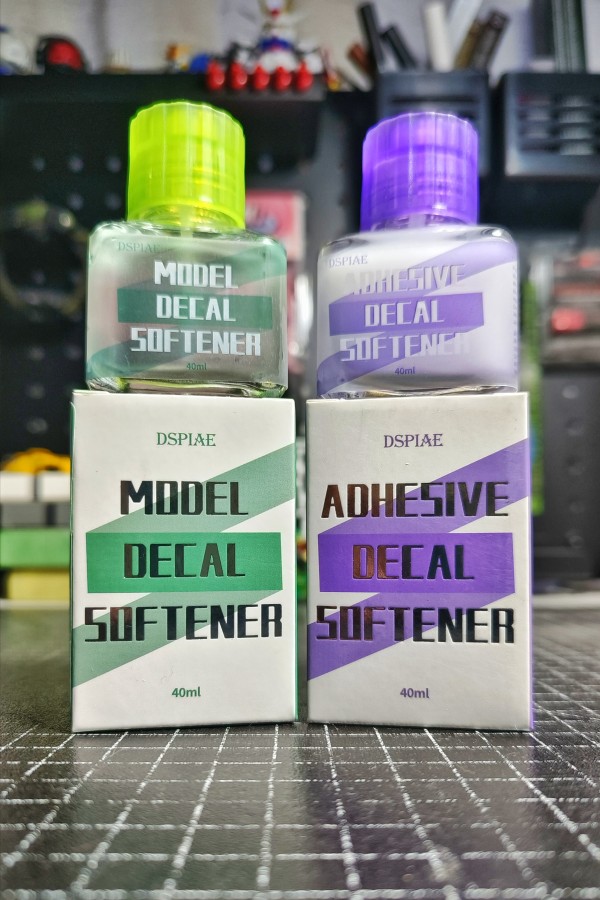 DSPIAE
MODEL
DECAL
SOFTENER
40ml
DSPIAE
ADHESIVE
DECAL
SOFTENER
40ml
DSPIAE
MODEL
DECAL
SOFTENER
40ml
DSPIAE
ADHESIVE
DECAL
SOFTENER
40ml